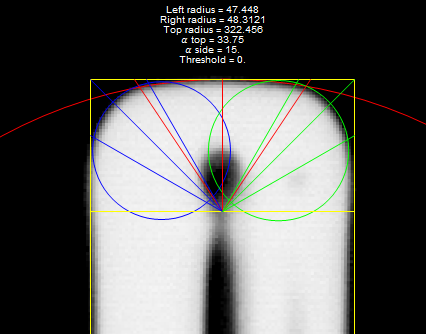 Left radius = 47.448
Right radius = 48.3121
Top radius = 322.456
α top = 33.75
α side = 15.
Threshold = 0.